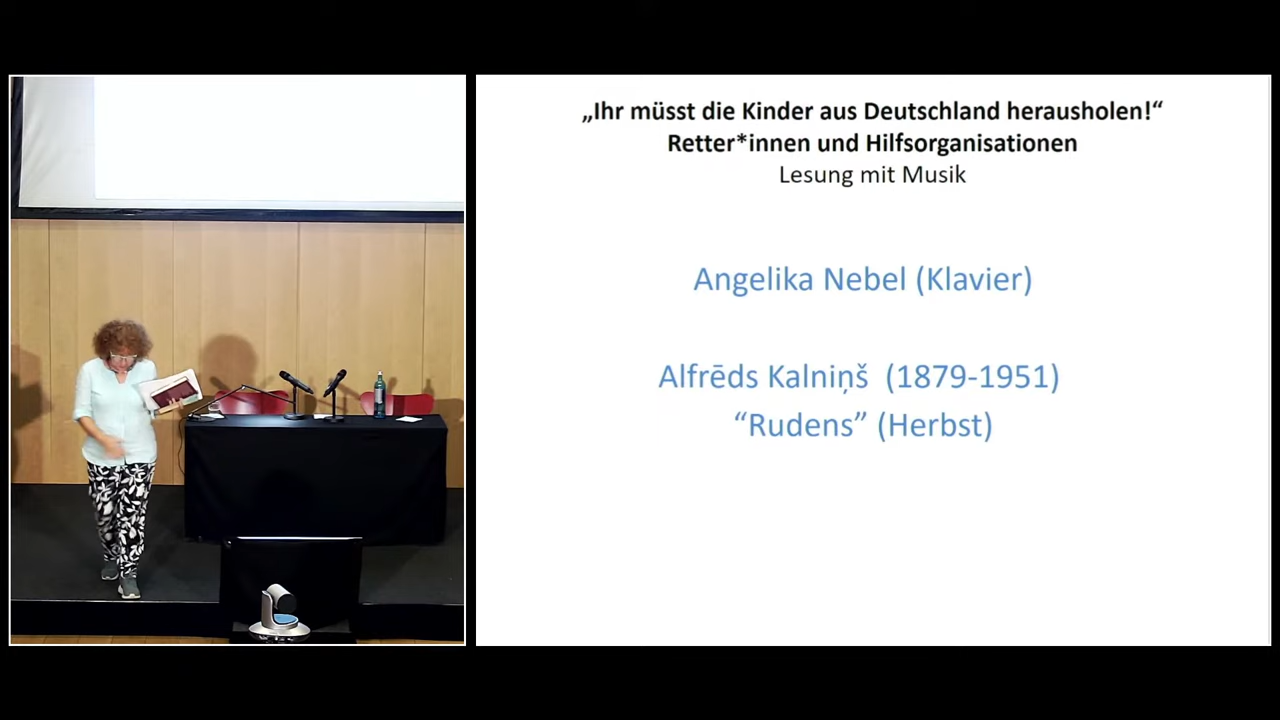 „Ihr müsst die Kinder aus Deutschland herausholen!“
Retter*innen und Hilfsorganisationen
Lesung mit Musik
Angelika Nebel (Klavier)
Alfrēds Kalniņš (1879-1951)
“Rudens” (Herbst)